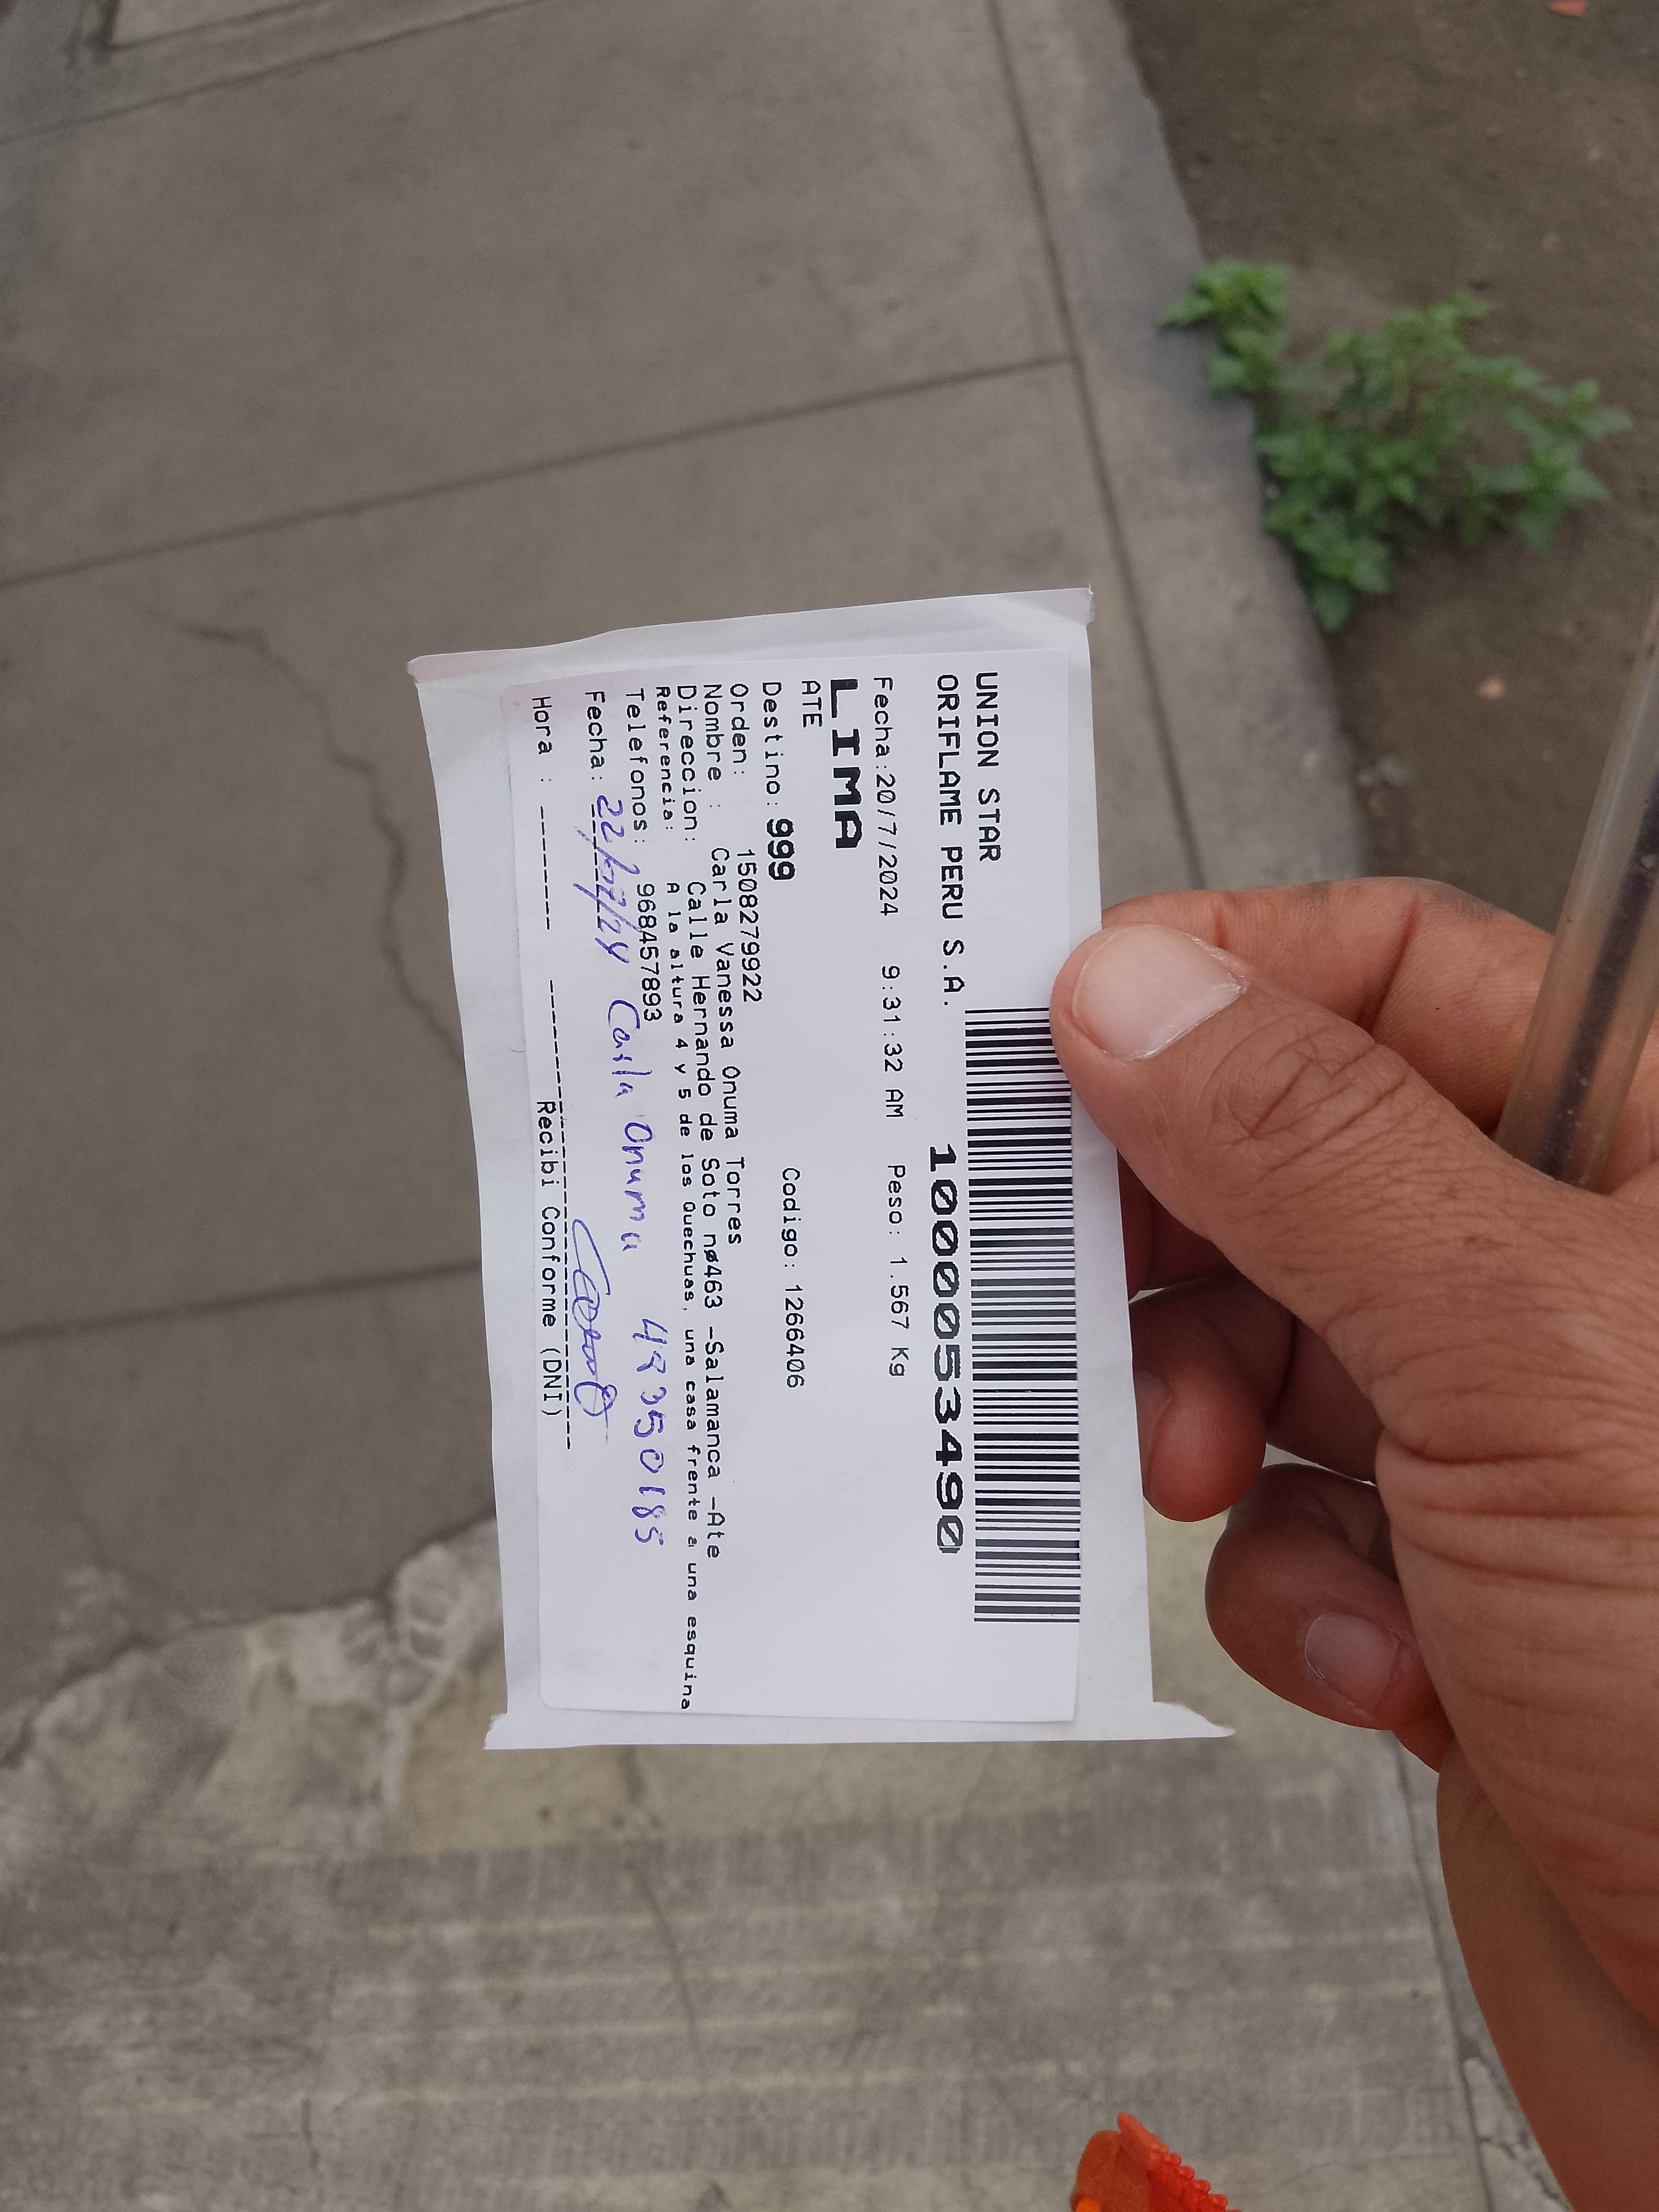 UNION STAR
ORIFLAME PERU S.A. 1000053490
Fecha:20/7/2024 9:31:32 AM Peso: 1.567 Kg
LIMA
ATE
Destino: 999 Codigo: 1266406
Orden: 1508279922
Nombre : Carla Vanessa Onuma Torres
Direccion: Calle Hernando de Soto nø463 -Salamanca -Ate
Referencia: A la altura 4 y 5 de los Quechuas, una casa frente a una esquina
Telefonos: 968457893
Fecha: 22/07/24 Carla Onuma 48350185
Hora : -------- Recibi Conforme (DNI)